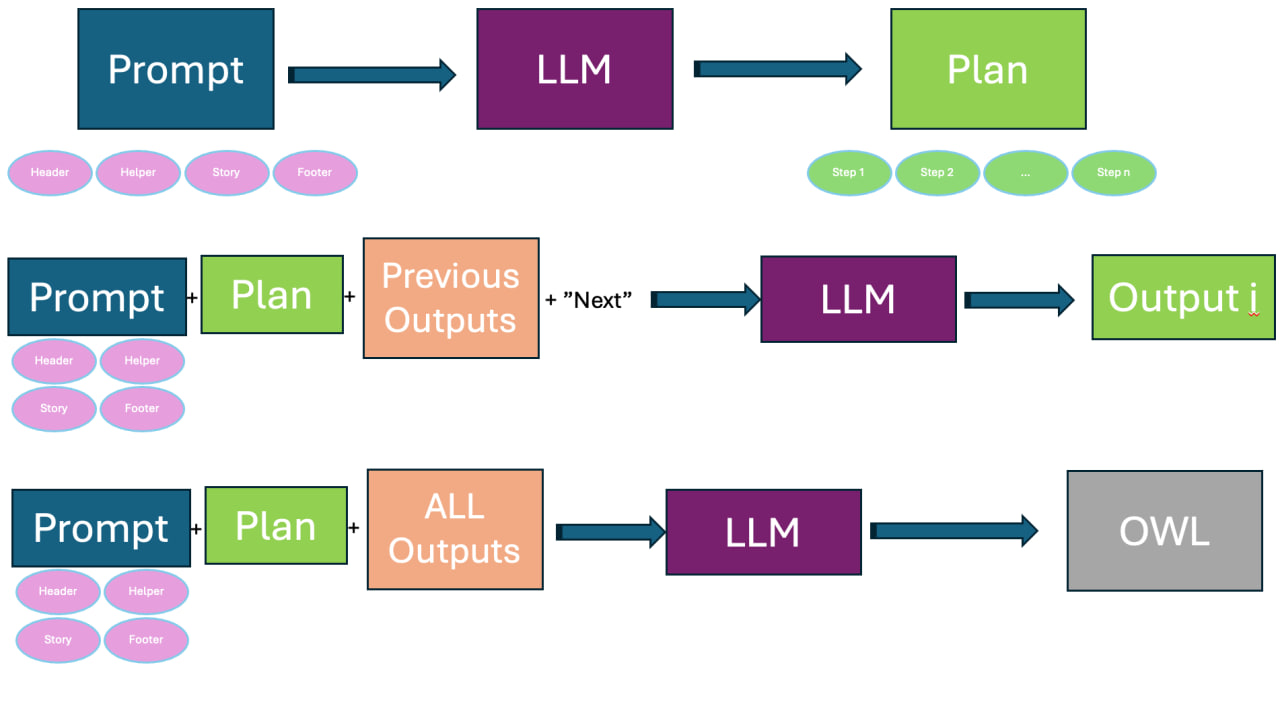 Prompt
LLM
Plan
Header
Helper
Story
Footer
Step 1
Step 2
...
Step n
Prompt
+
Plan
+
Previous
Outputs
+ ”Next”
LLM
Output i
Header
Helper
Story
Footer
Prompt
+
Plan
+
ALL
Outputs
LLM
OWL
Header
Helper
Story
Footer